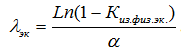 λэк = Ln(1 − Kиз.физ.эк.) / α